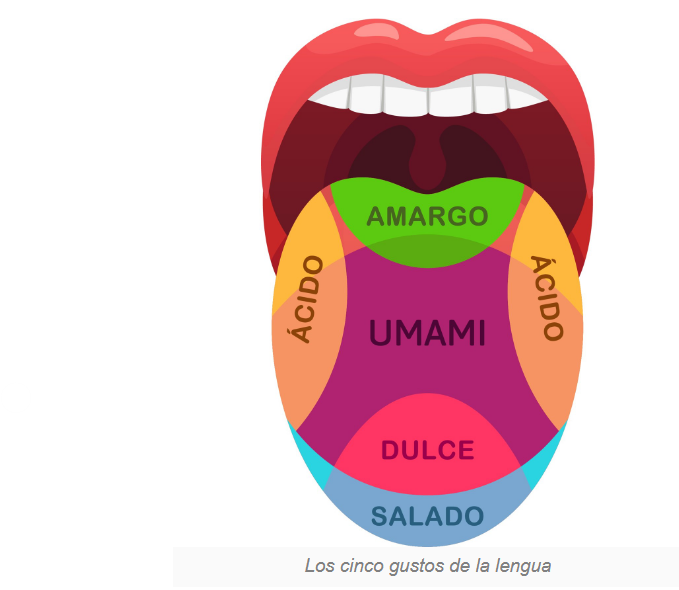 AMARGO
ÁCIDO
ÁCIDO
UMAMI
DULCE
SALADO
Los cinco gustos de la lengua